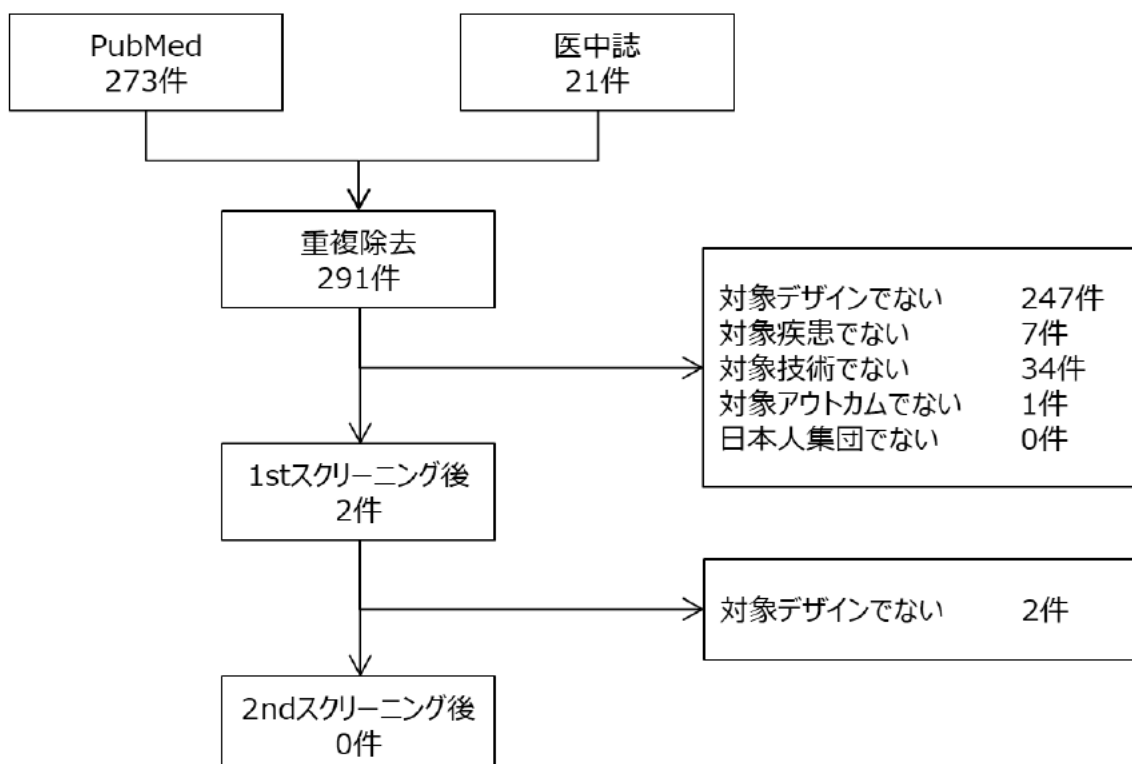 PubMed
273件
医中誌
21件
重複除去
291件
対象デザインでない 247件
対象疾患でない 7件
対象技術でない 34件
対象アウトカムでない 1件
日本人集団でない 0件
1stスクリーニング後
2件
対象デザインでない 2件
2ndスクリーニング後
0件